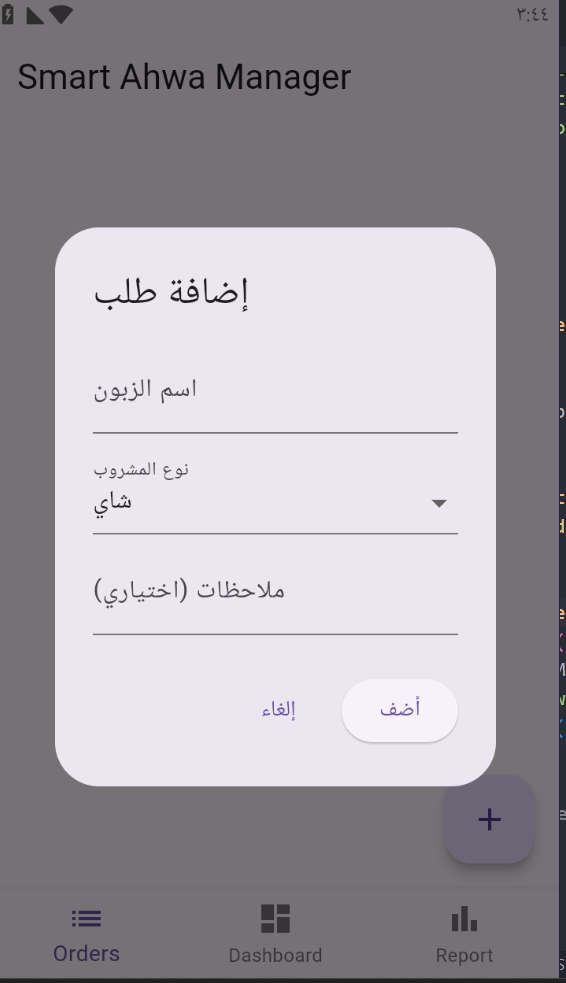 ٣:٤٤
Smart Ahwa Manager
إضافة طلب
اسم الزبون
نوع المشروب
شاي
ملاحظات (اختياري)
إلغاء
أضف
+
Orders
Dashboard
Report